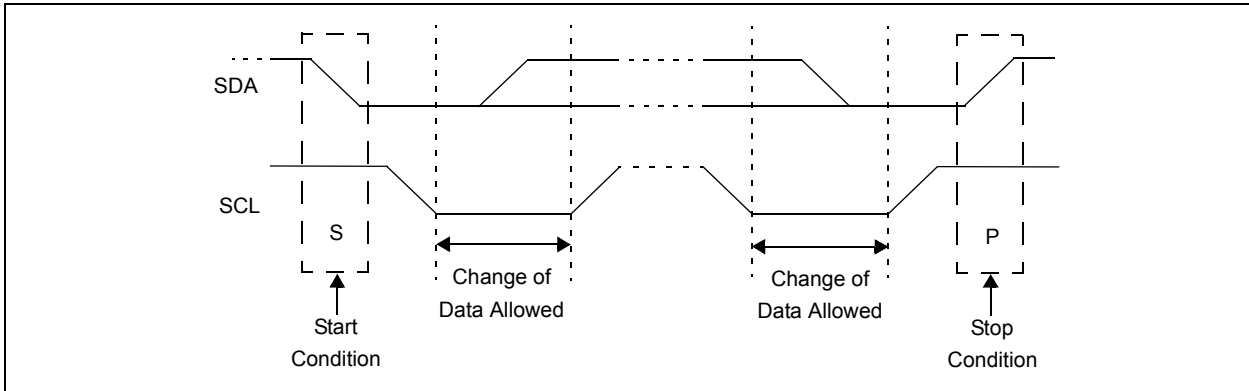 SDA
SCL
S
P
Change of
Data Allowed
Change of
Data Allowed
Start
Condition
Stop
Condition